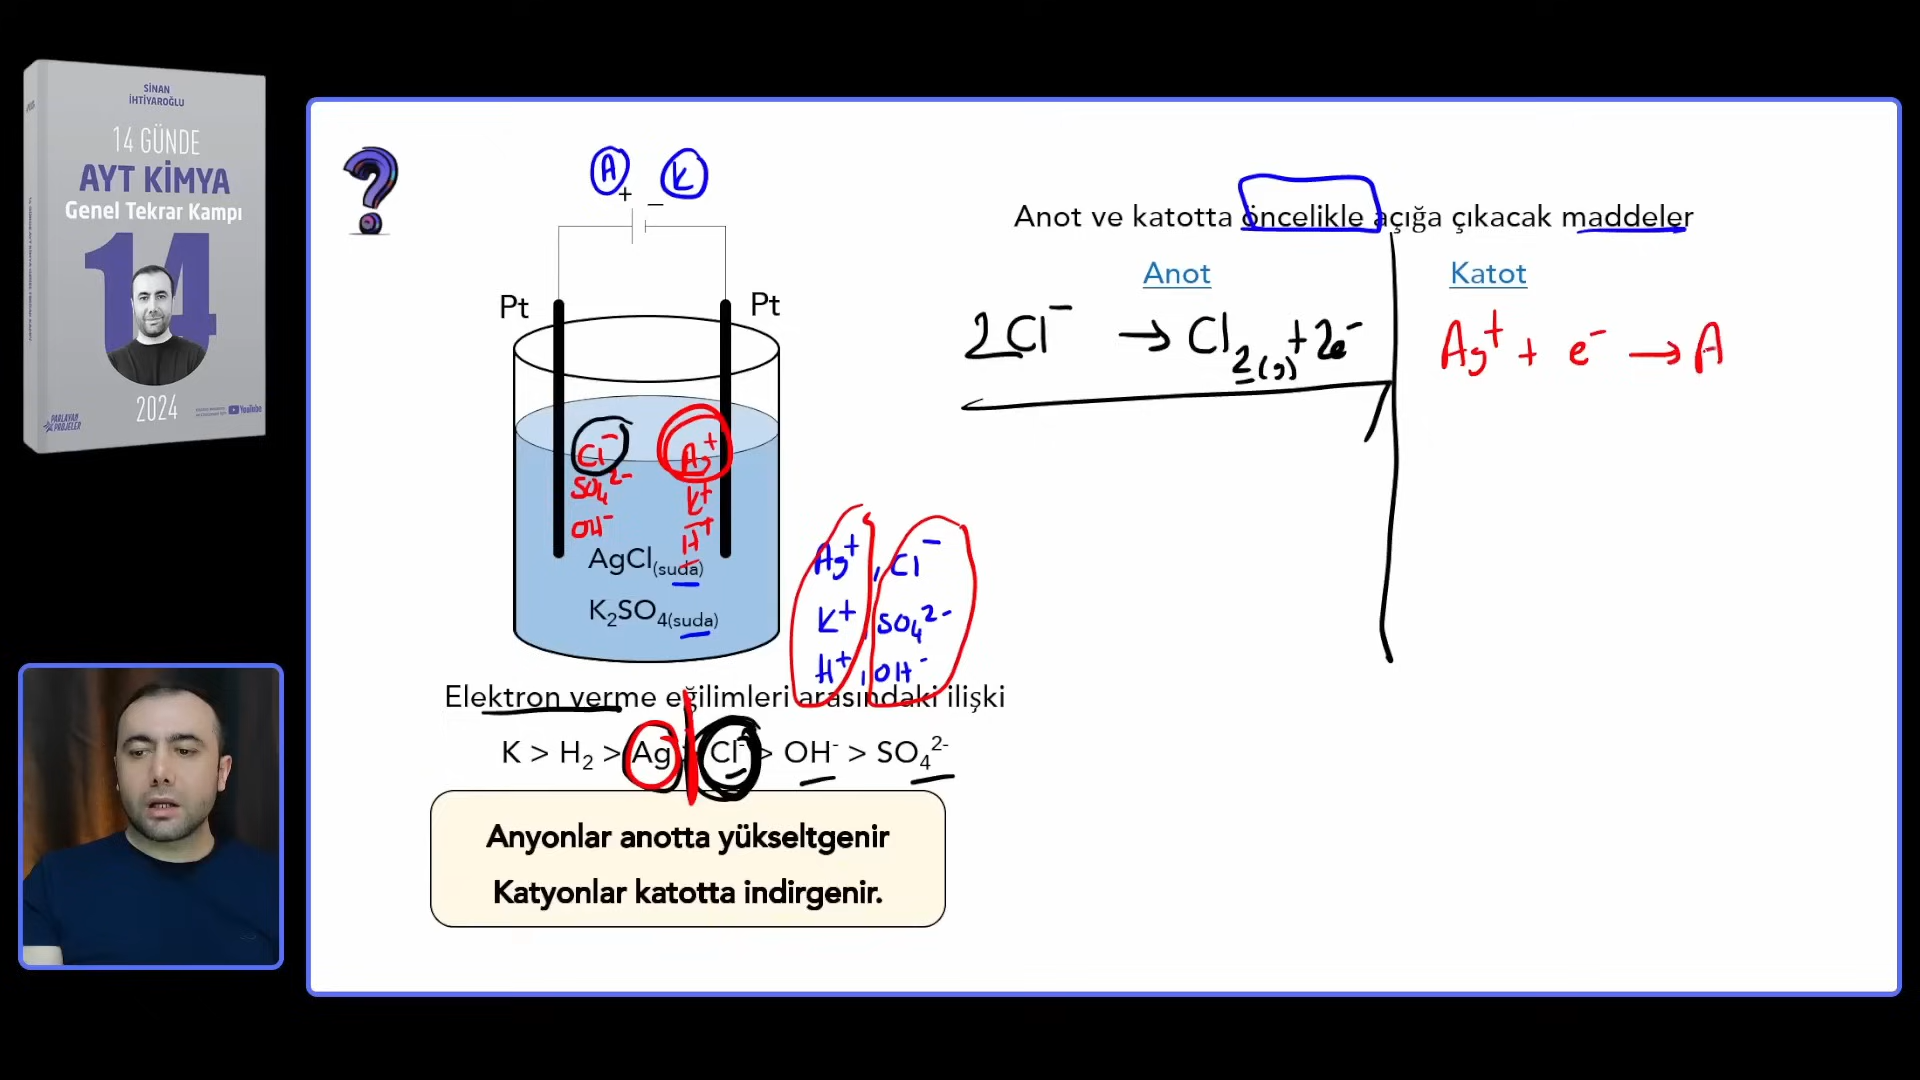 SİNAN
İHTİYAROĞLU
14 GÜNDE
AYT KİMYA
Genel Tekrar Kampı
14
2024
PARLAYAN
PROJELER
YouTube
A K
+ −
Pt Pt
Cl⁻ Ag⁺
SO₄²⁻ K⁺
OH⁻ H⁺
AgCl(suda)
K₂SO₄(suda)
Ag⁺, Cl⁻
K⁺, SO₄²⁻
H⁺, OH⁻
Elektron verme eğilimleri arasındaki ilişki
K > H₂ > Ag > Cl⁻ > OH⁻ > SO₄²⁻
Anyonlar anotta yükseltgenir
Katyonlar katotta indirgenir.
Anot ve katotta öncelikle açığa çıkacak maddeler
Anot Katot
2Cl⁻ → Cl₂(g) + 2e⁻
Ag⁺ + e⁻ → A